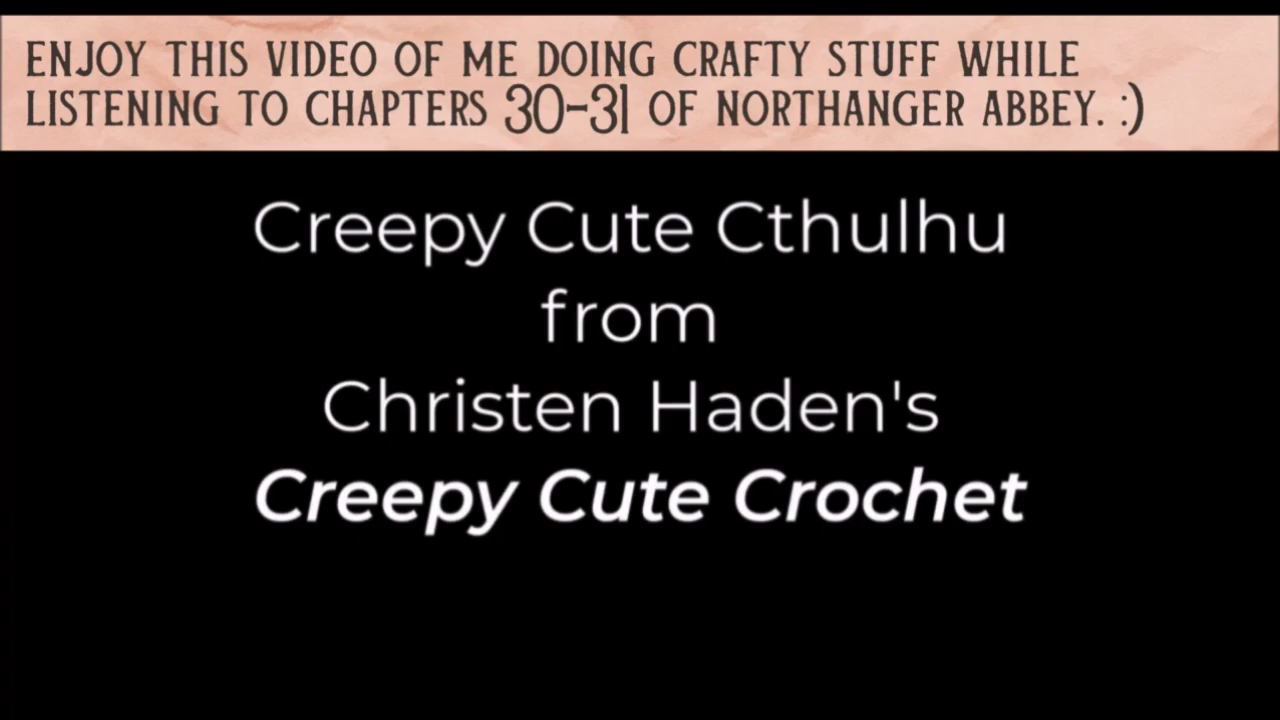 ENJOY THIS VIDEO OF ME DOING CRAFTY STUFF WHILE
LISTENING TO CHAPTERS 30-31 OF NORTHANGER ABBEY. :)
Creepy Cute Cthulhu
from
Christen Haden's
Creepy Cute Crochet